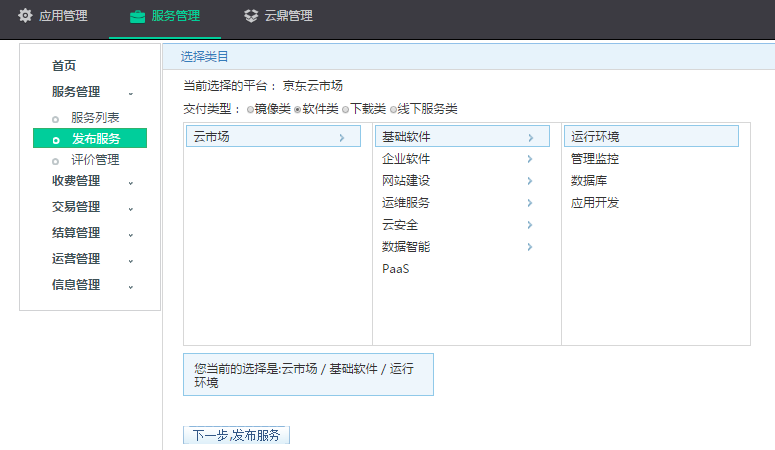 应用管理 服务管理 云鼎管理
首页
服务管理
服务列表
发布服务
评价管理
收费管理
交易管理
结算管理
运营管理
信息管理
选择类目
当前选择的平台： 京东云市场
交付类型： 镜像类 软件类 下载类 线下服务类
云市场
基础软件
企业软件
网站建设
运维服务
云安全
数据智能
PaaS
运行环境
管理监控
数据库
应用开发
您当前的选择是:云市场 / 基础软件 / 运行
环境
下一步,发布服务